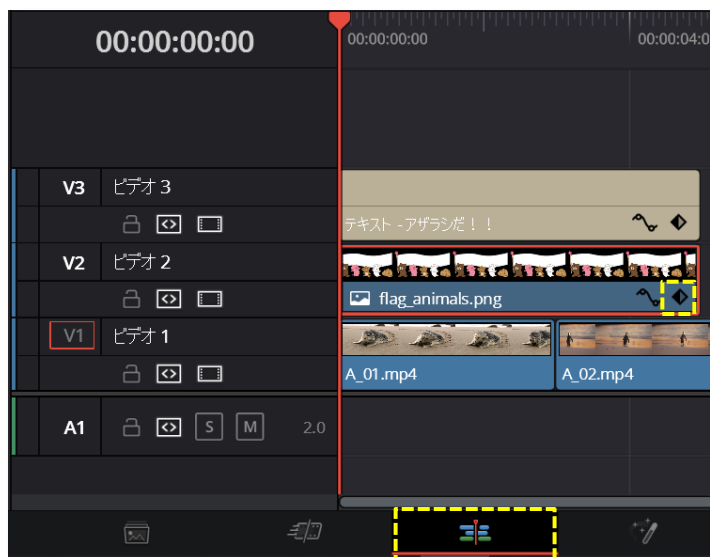 00:00:00:00
00:00:00:00
00:00:04:0
V3 ビデオ 3
テキスト - アザラシだ！！
V2 ビデオ 2
flag_animals.png
V1 ビデオ 1
A_01.mp4
A_02.mp4
A1 S M 2.0